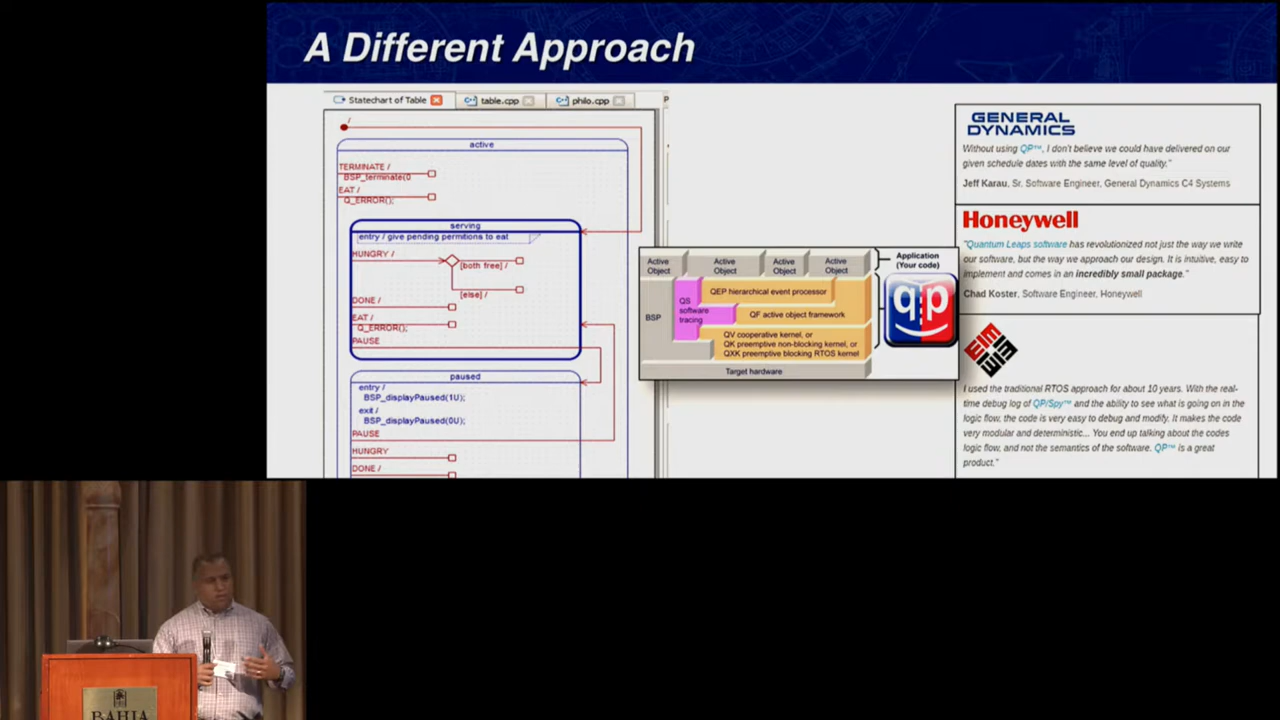 A Different Approach
Statechart of Table
table.cpp
philo.cpp
P
/
active
TERMINATE /
BSP_terminate(0
EAT /
Q_ERROR();
serving
entry / give pending permitions to eat
HUNGRY /
[both free] /
[else] /
DONE /
EAT /
Q_ERROR();
PAUSE
paused
entry /
BSP_displayPaused(1U);
exit /
BSP_displayPaused(0U);
PAUSE
HUNGRY
DONE /
Active Object
Active Object
Active Object
Active Object
Application
(Your code)
QEP hierarchical event processor
QS
software
tracing
QF active object framework
BSP
QV cooperative kernel, or
QK preemptive non-blocking kernel, or
QXK preemptive blocking RTOS kernel
Target hardware
qp
GENERAL
DYNAMICS
Without using QP™, I don't believe we could have delivered on our
given schedule dates with the same level of quality."
Jeff Karau, Sr. Software Engineer, General Dynamics C4 Systems
Honeywell
"Quantum Leaps software has revolutionized not just the way we write
our software, but the way we approach our design. It is intuitive, easy to
implement and comes in an incredibly small package."
Chad Koster, Software Engineer, Honeywell
I used the traditional RTOS approach for about 10 years. With the real-
time debug log of QP/Spy™ and the ability to see what is going on in the
logic flow, the code is very easy to debug and modify. It makes the code
very modular and deterministic... You end up talking about the codes
logic flow, and not the semantics of the software. QP™ is a great
product."
BAHIA